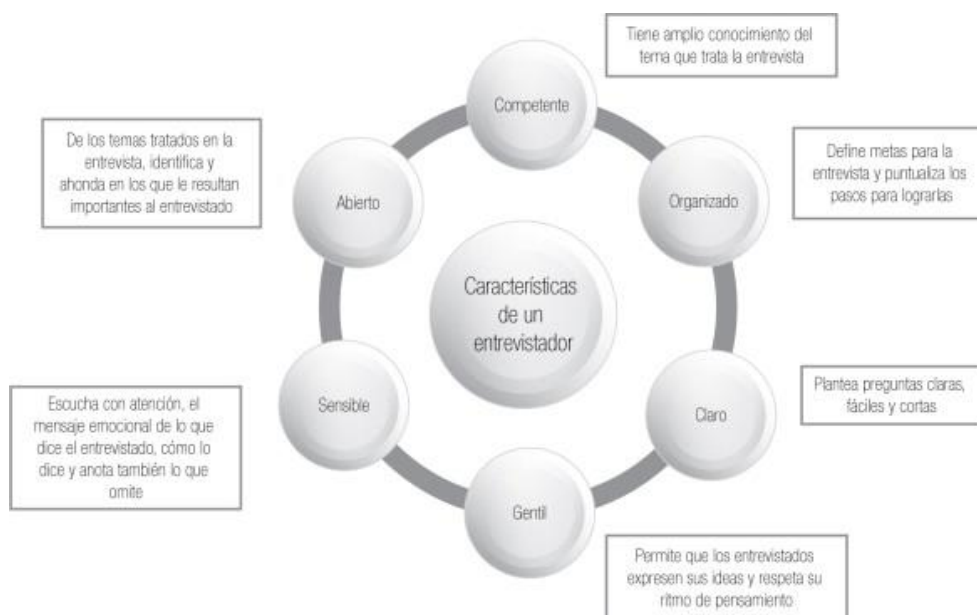 Tiene amplio conocimiento del
tema que trata la entrevista
Competente
De los temas tratados en la
entrevista, identifica y
ahonda en los que le resultan
importantes al entrevistado
Abierto
Define metas para la
entrevista y puntualiza los
pasos para lograrlas
Organizado
Características
de un
entrevistador
Escucha con atención, el
mensaje emocional de lo que
dice el entrevistado, cómo lo
dice y anota también lo que
omite
Sensible
Plantea preguntas claras,
fáciles y cortas
Claro
Gentil
Permite que los entrevistados
expresen sus ideas y respeta su
ritmo de pensamiento